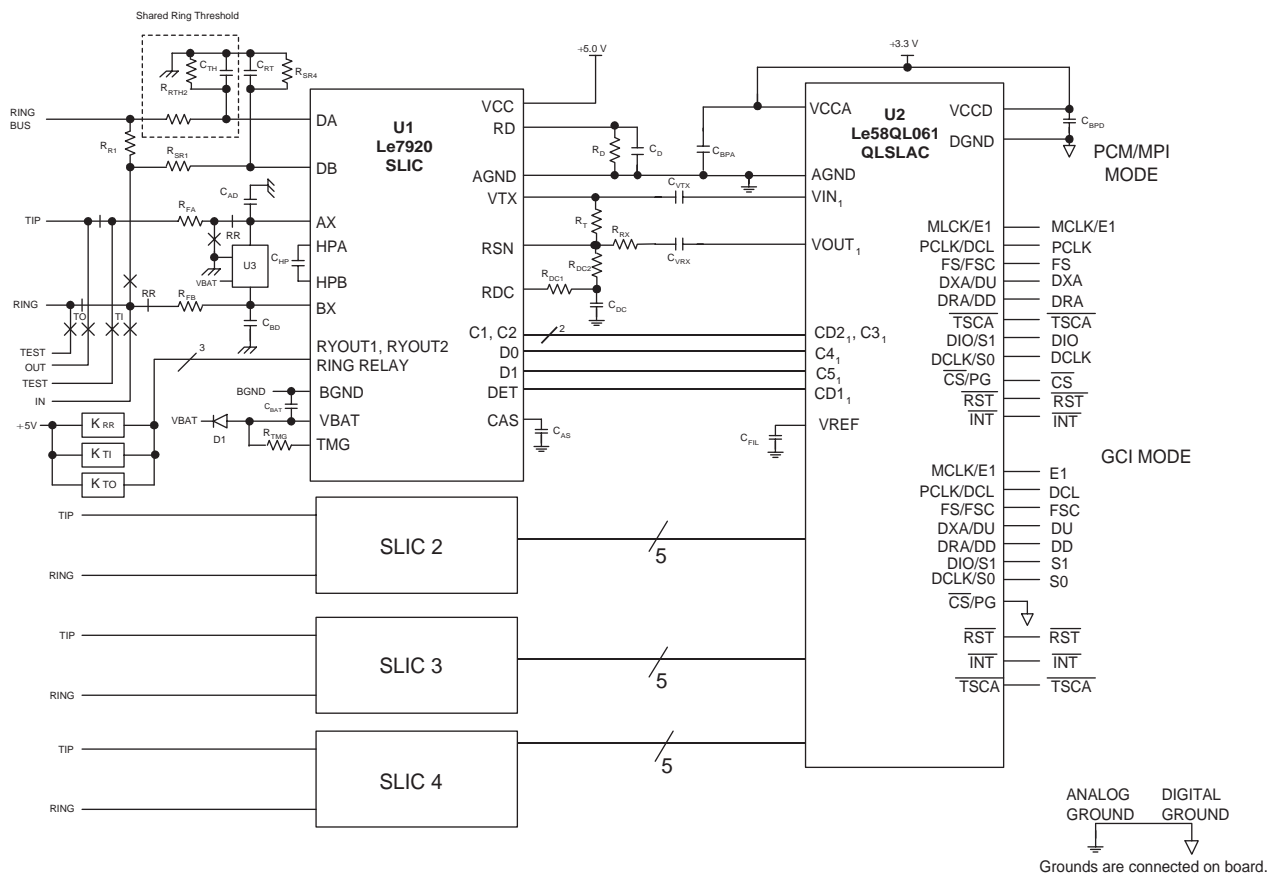 Shared Ring Threshold
+5.0 V
+3.3 V
C_TH
C_RT
R_RTH2
R_SR4
RING
BUS
R_R1
R_SR1
DA
DB
U1
Le7920
SLIC
VCC
RD
AGND
VTX
RSN
RDC
R_D
C_D
C_BPA
VCCA
U2
Le58QL061
QLSLAC
VCCD
DGND
C_BPD
PCM/MPI
MODE
AGND
VIN1
VOUT1
C_VTX
R_T
R_RX
C_VRX
R_DC2
R_DC1
C_DC
C_AD
TIP
R_FA
RR
AX
HPA
HPB
BX
C_HP
U3
VBAT
RING
RR
R_FB
C_BD
TO
TI
TEST
OUT
TEST
IN
3
RYOUT1, RYOUT2
RING RELAY
C1, C2
2
CD21, C31
D0
C41
D1
C51
DET
CD11
BGND
BGND
C_BAT
VBAT
D1
VBAT
R_TMG
TMG
CAS
C_AS
C_FIL
VREF
+5V
K RR
K TI
K TO
MLCK/E1
MCLK/E1
PCLK/DCL
PCLK
FS/FSC
FS
DXA/DU
DXA
DRA/DD
DRA
TSCA
TSCA
DIO/S1
DIO
DCLK/S0
DCLK
CS/PG
CS
RST
RST
INT
INT
GCI MODE
MCLK/E1
E1
PCLK/DCL
DCL
FS/FSC
FSC
DXA/DU
DU
DRA/DD
DD
DIO/S1
S1
DCLK/S0
S0
CS/PG
RST
RST
INT
INT
TSCA
TSCA
TIP
RING
SLIC 2
5
TIP
RING
SLIC 3
5
TIP
RING
SLIC 4
5
ANALOG
GROUND
DIGITAL
GROUND
Grounds are connected on board.